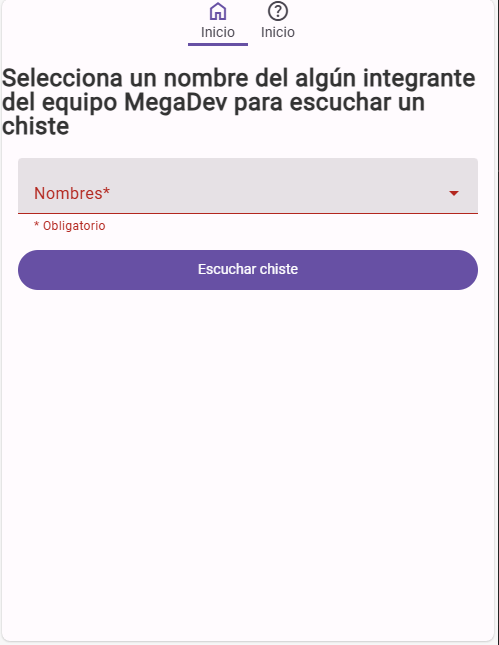 Inicio
Inicio
Selecciona un nombre del algún integrante
del equipo MegaDev para escuchar un
chiste
Nombres*
* Obligatorio
Escuchar chiste